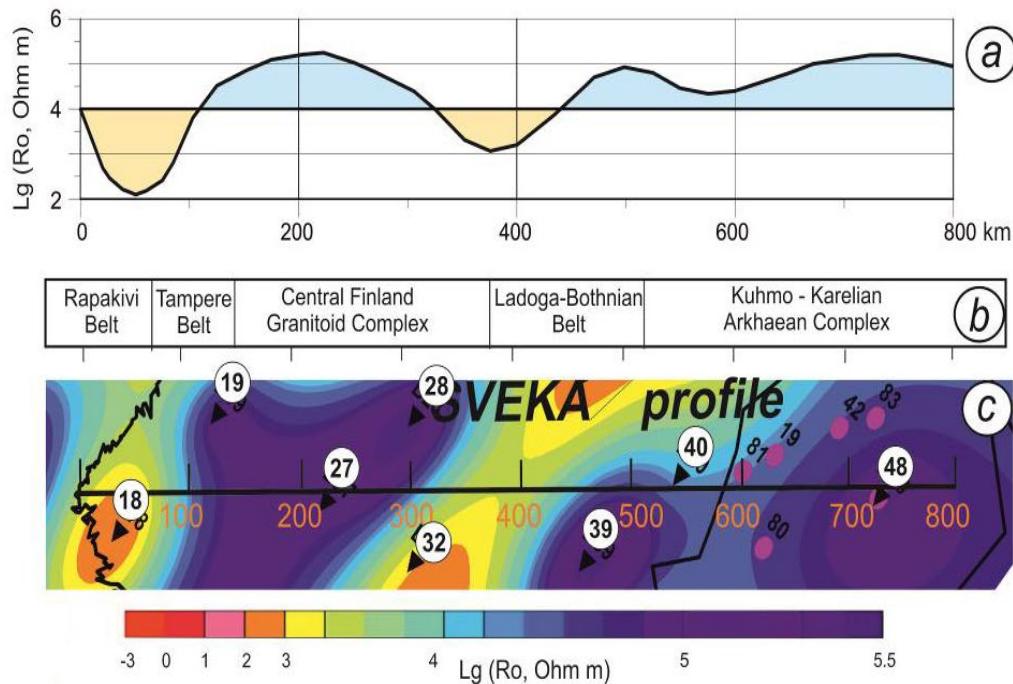 6
a
4
2
Lg (Ro, Ohm m)
0 200 400 600 800 km
Rapakivi Belt
Tampere Belt
Central Finland Granitoid Complex
Ladoga-Bothnian Belt
Kuhmo - Karelian Arkhaean Complex
b
SVEKA profile
c
19 28 42 83
27 40 81 19 48
18
100 200 300 400 500 600 700 800
32 39 80
-3 0 1 2 3 4 5 5.5
Lg (Ro, Ohm m)